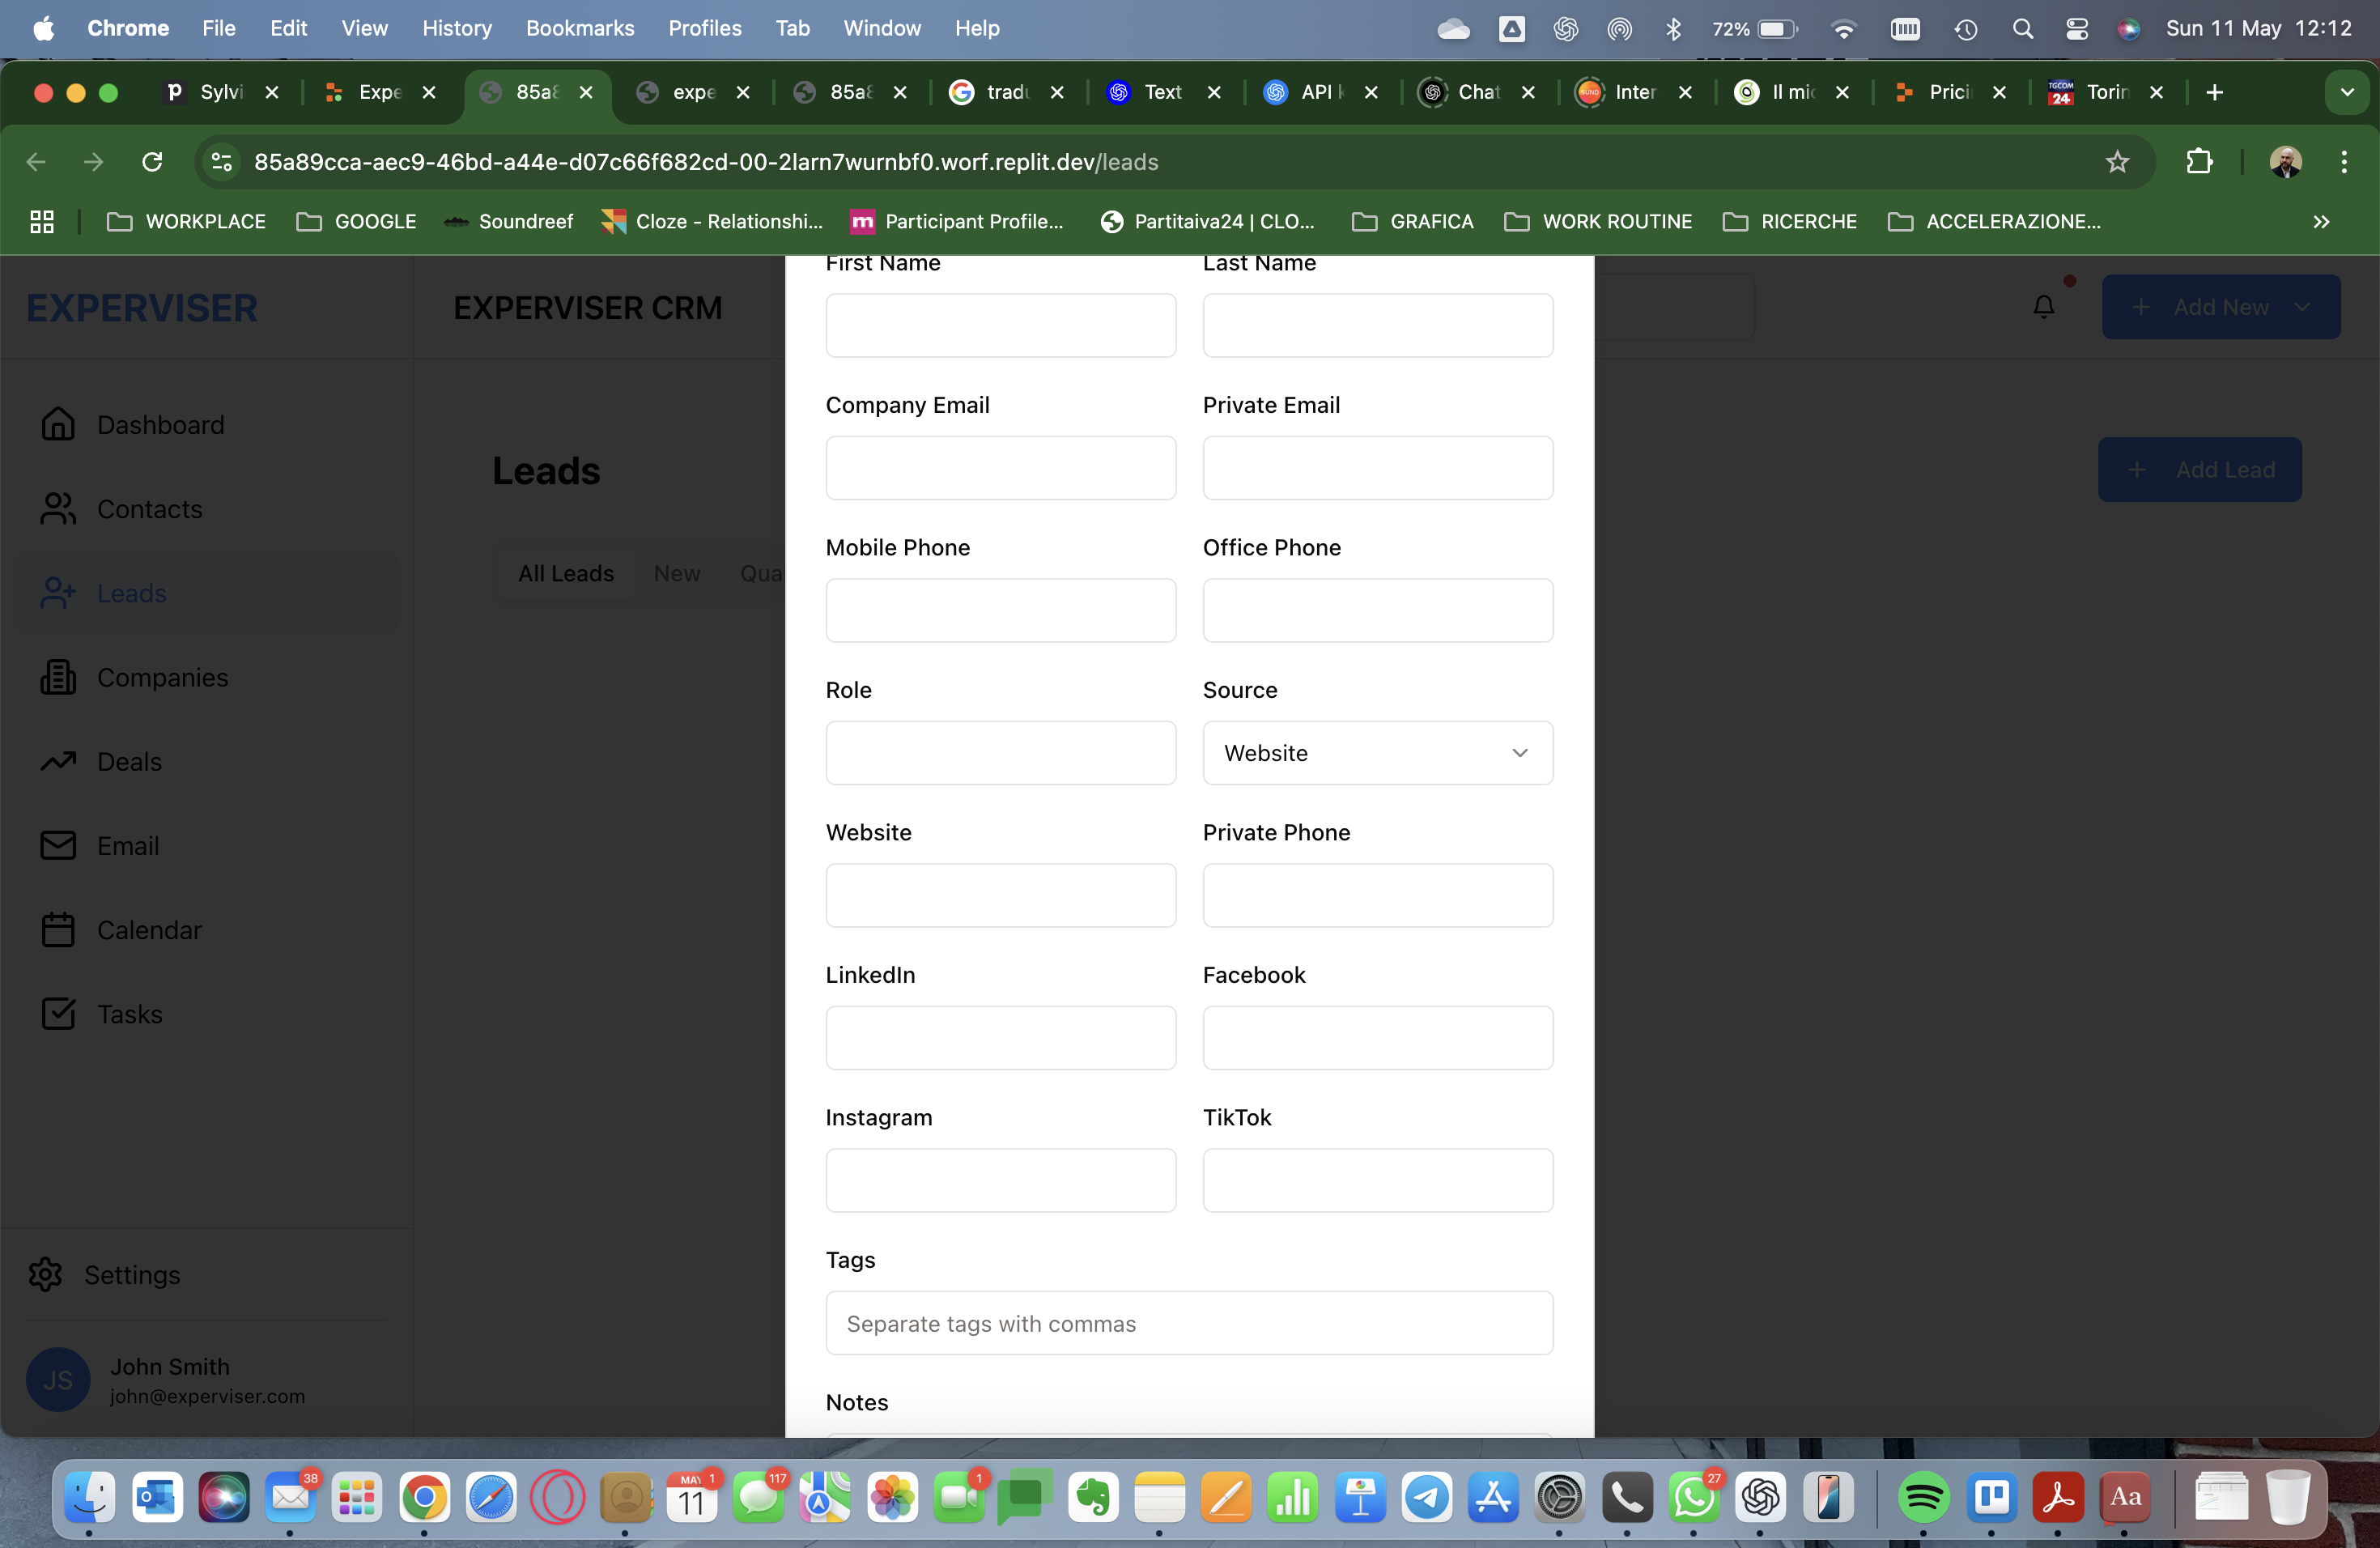 Chrome File Edit View History Bookmarks Profiles Tab Window Help 72% Sun 11 May 12:12
Sylvi Expe 85a8 expe 85a8 tradu Text API k Chat Inter Il mic Pricin TGCOM 24 Torin
85a89cca-aec9-46bd-a44e-d07c66f682cd-00-2larn7wurnbf0.worf.replit.dev/leads
WORKPLACE GOOGLE Soundreef Cloze - Relationshi... m Participant Profile... Partitaiva24 | CLO... GRAFICA WORK ROUTINE RICERCHE ACCELERAZIONE...
First Name Last Name
EXPERVISER EXPERVISER CRM Add New
Company Email Private Email
Dashboard
Leads Add Lead
Contacts
Mobile Phone Office Phone
All Leads New Qua
Leads
Companies
Role Source
Deals Website
Website Private Phone
Email
Calendar
LinkedIn Facebook
Tasks
Instagram TikTok
Tags
Settings
Separate tags with commas
John Smith
JS
john@experviser.com
Notes
38 MAY 1 11 117 1 27 Aa